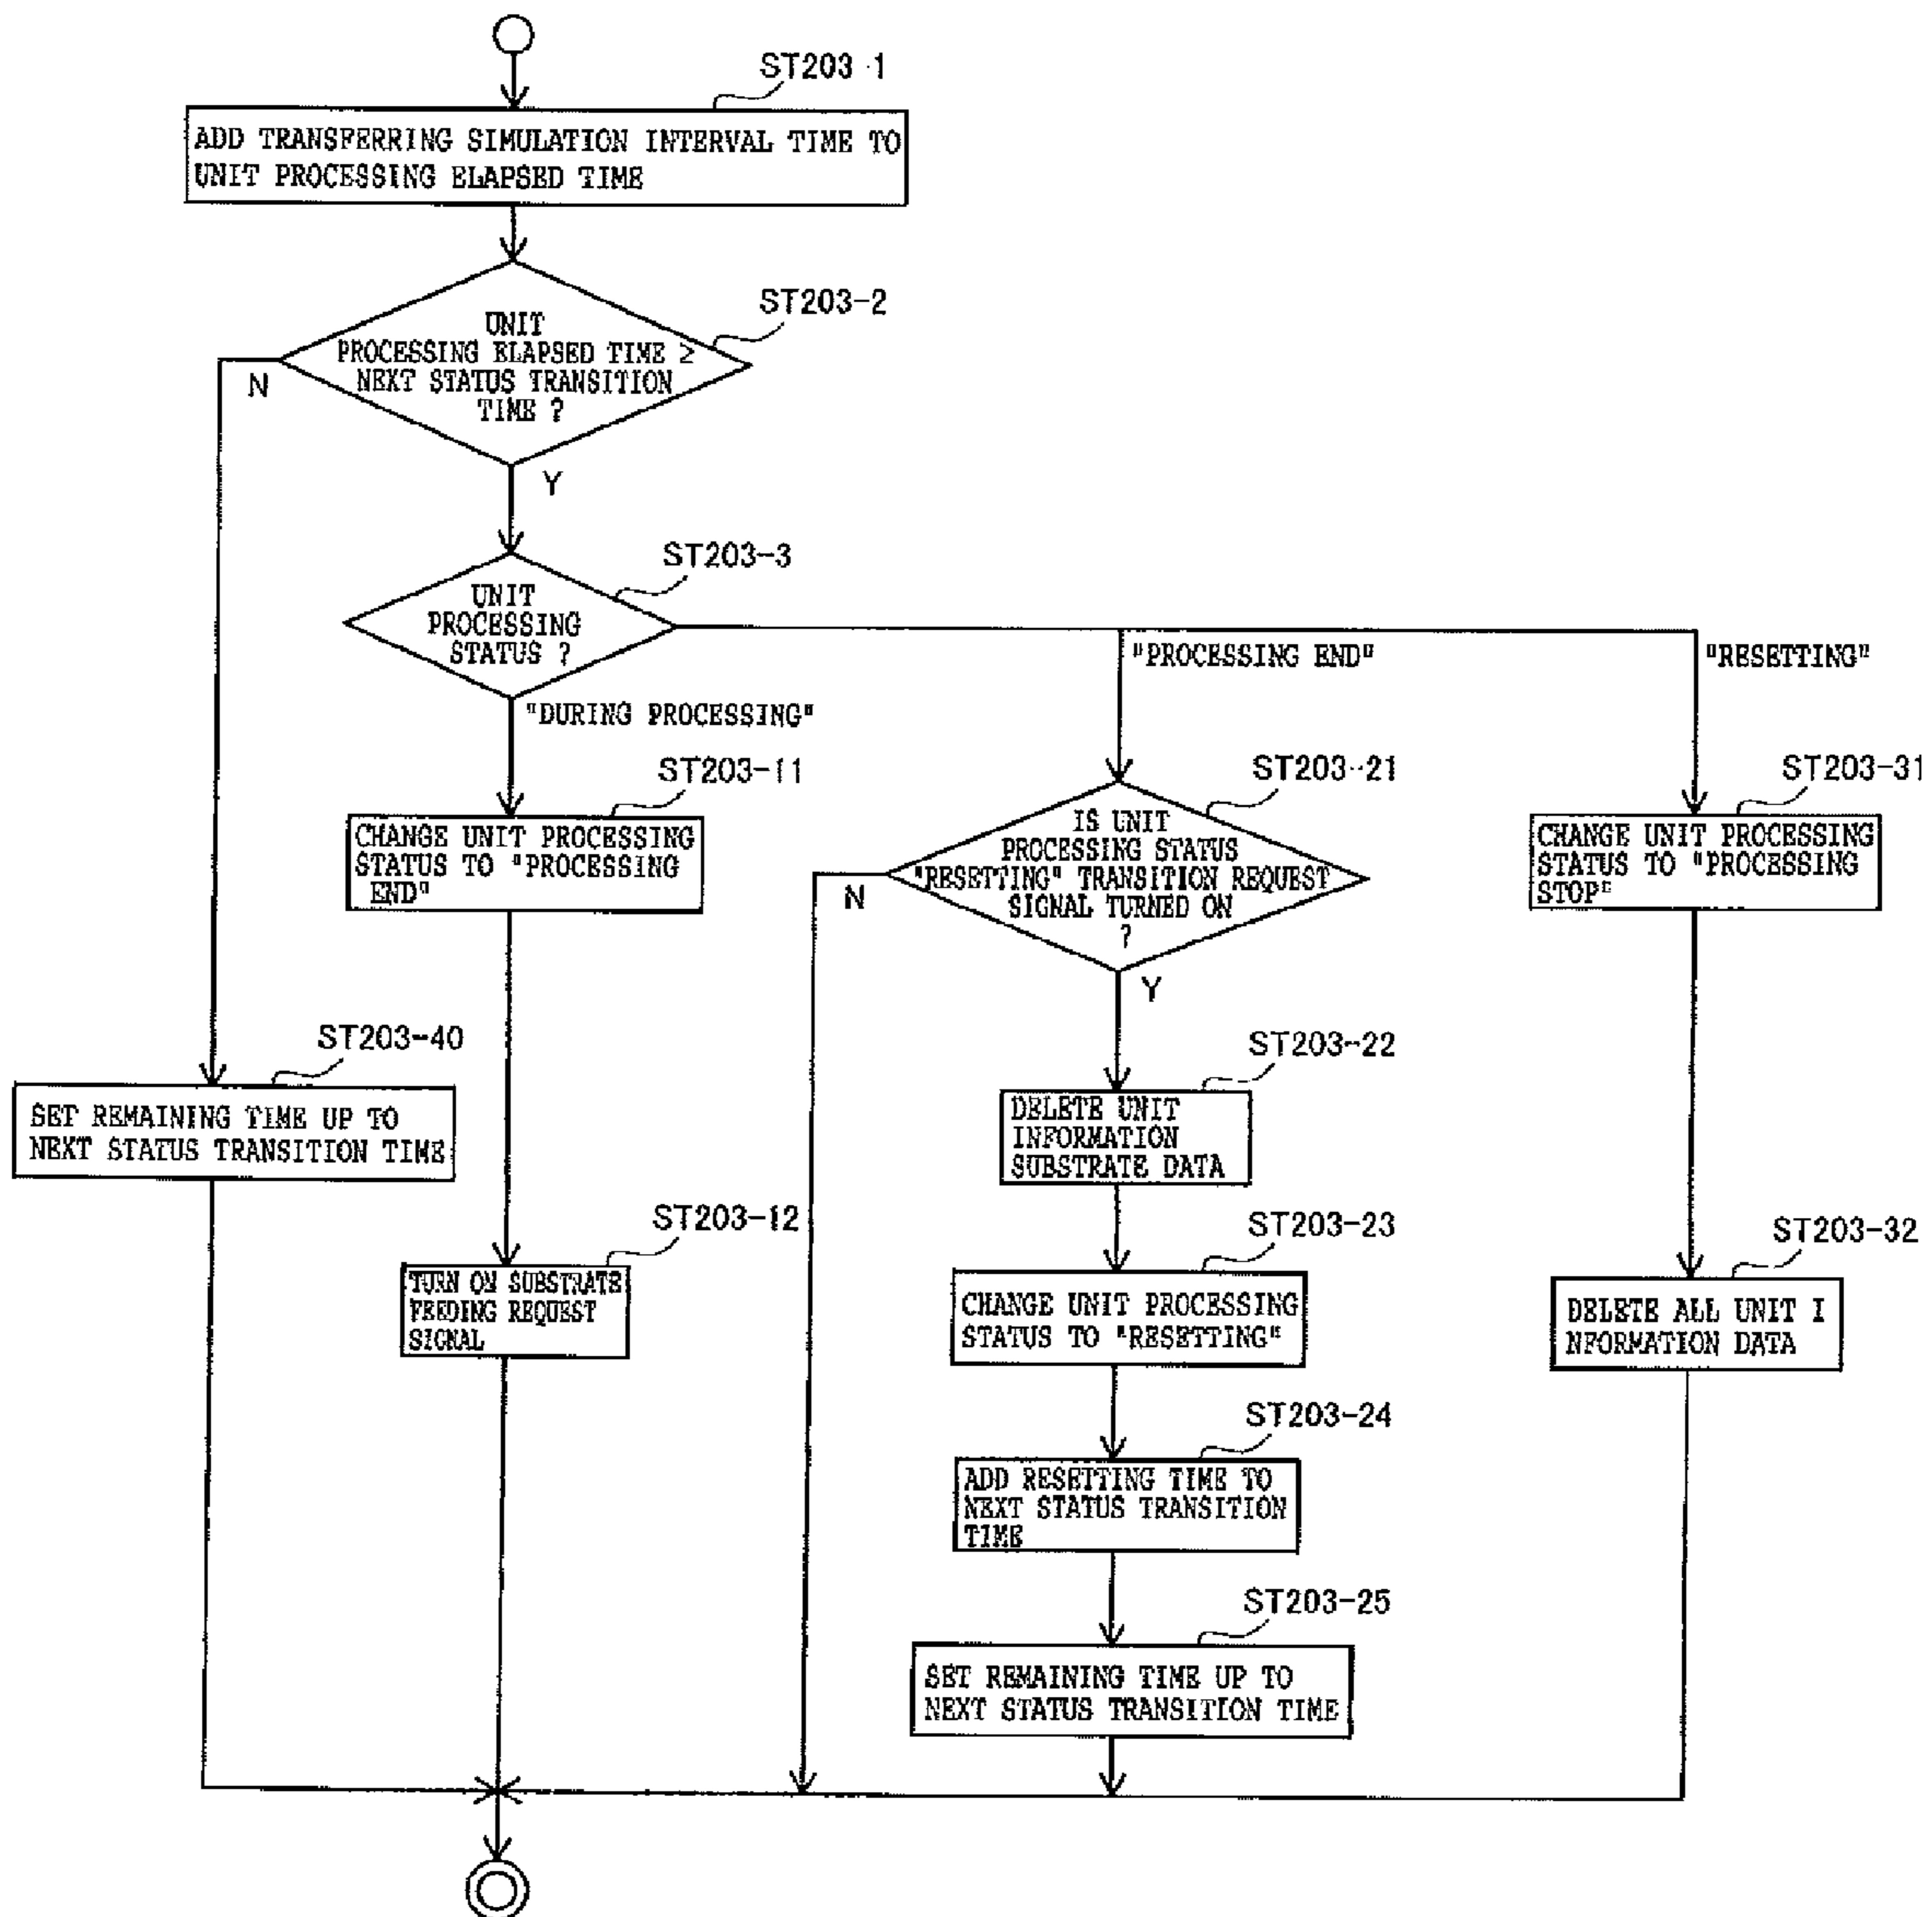 ST203-1
ADD TRANSFERRING SIMULATION INTERVAL TIME TO
UNIT PROCESSING ELAPSED TIME
ST203-2
UNIT
PROCESSING ELAPSED TIME ≥
NEXT STATUS TRANSITION
TIME ?
N
Y
ST203-3
UNIT
PROCESSING
STATUS ?
"PROCESSING END"
"RESETTING"
"DURING PROCESSING"
ST203-11
CHANGE UNIT PROCESSING
STATUS TO "PROCESSING
END"
ST203-21
IS UNIT
PROCESSING STATUS
"RESETTING" TRANSITION REQUEST
SIGNAL TURNED ON
?
N
Y
ST203-31
CHANGE UNIT PROCESSING
STATUS TO "PROCESSING
STOP"
ST203-40
SET REMAINING TIME UP TO
NEXT STATUS TRANSITION TIME
ST203-22
DELETE UNIT
INFORMATION
SUBSTRATE DATA
ST203-12
TURN ON SUBSTRATE
FEEDING REQUEST
SIGNAL
ST203-23
CHANGE UNIT PROCESSING
STATUS TO "RESETTING"
ST203-32
DELETE ALL UNIT I
NFORMATION DATA
ST203-24
ADD RESETTING TIME TO
NEXT STATUS TRANSITION
TIME
ST203-25
SET REMAINING TIME UP TO
NEXT STATUS TRANSITION TIME